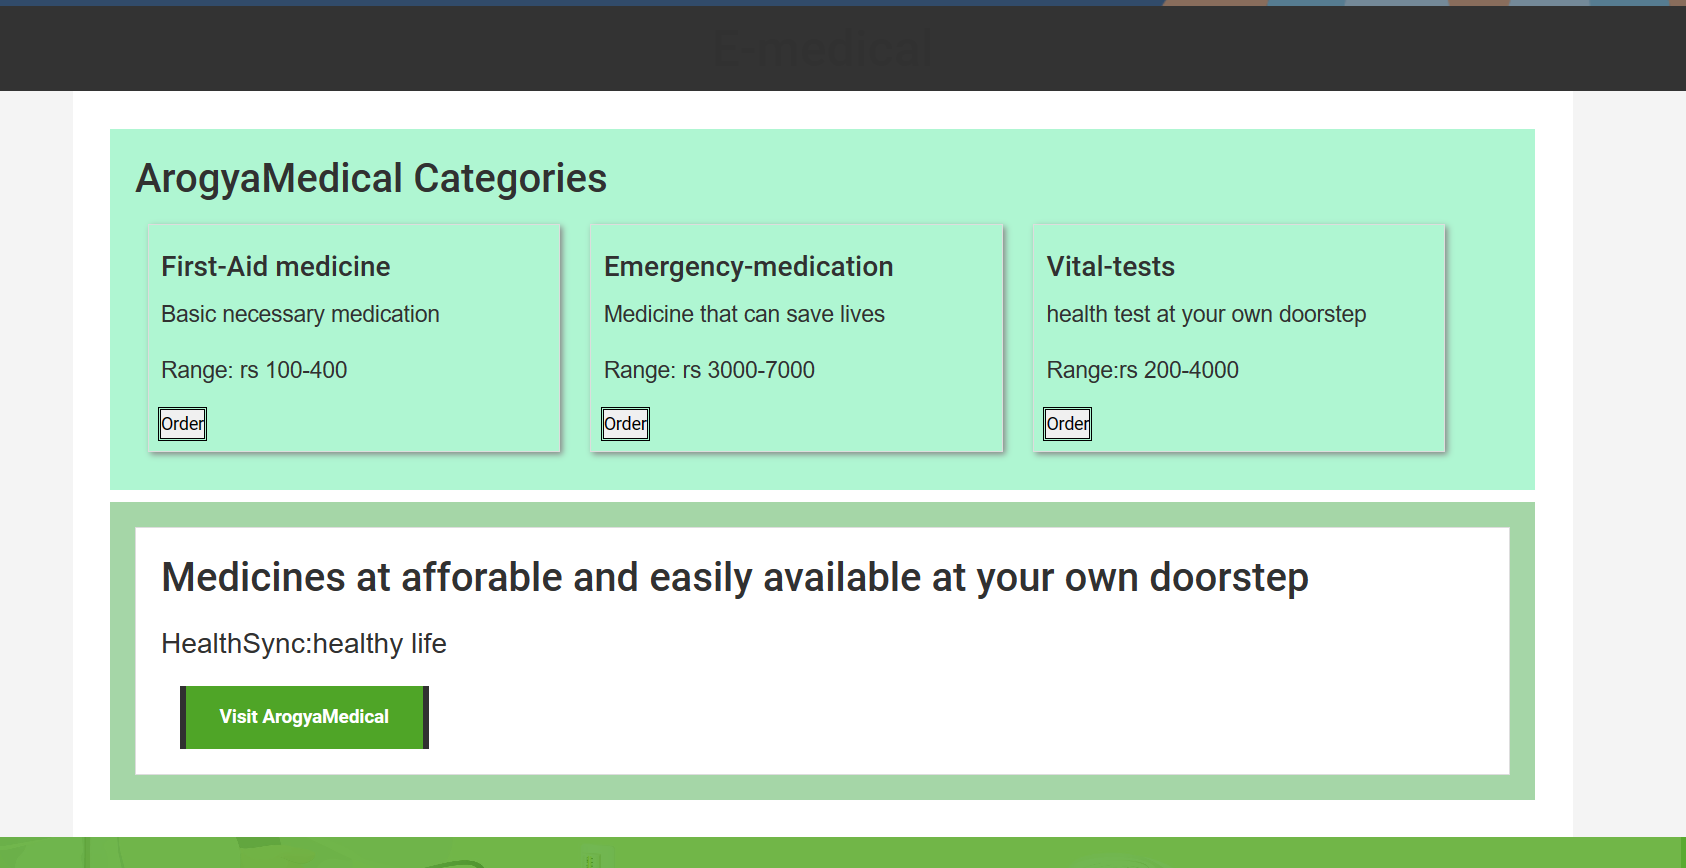 E-medical
ArogyaMedical Categories
First-Aid medicine
Basic necessary medication
Range: rs 100-400
Order
Emergency-medication
Medicine that can save lives
Range: rs 3000-7000
Order
Vital-tests
health test at your own doorstep
Range:rs 200-4000
Order
Medicines at afforable and easily available at your own doorstep
HealthSync:healthy life
Visit ArogyaMedical